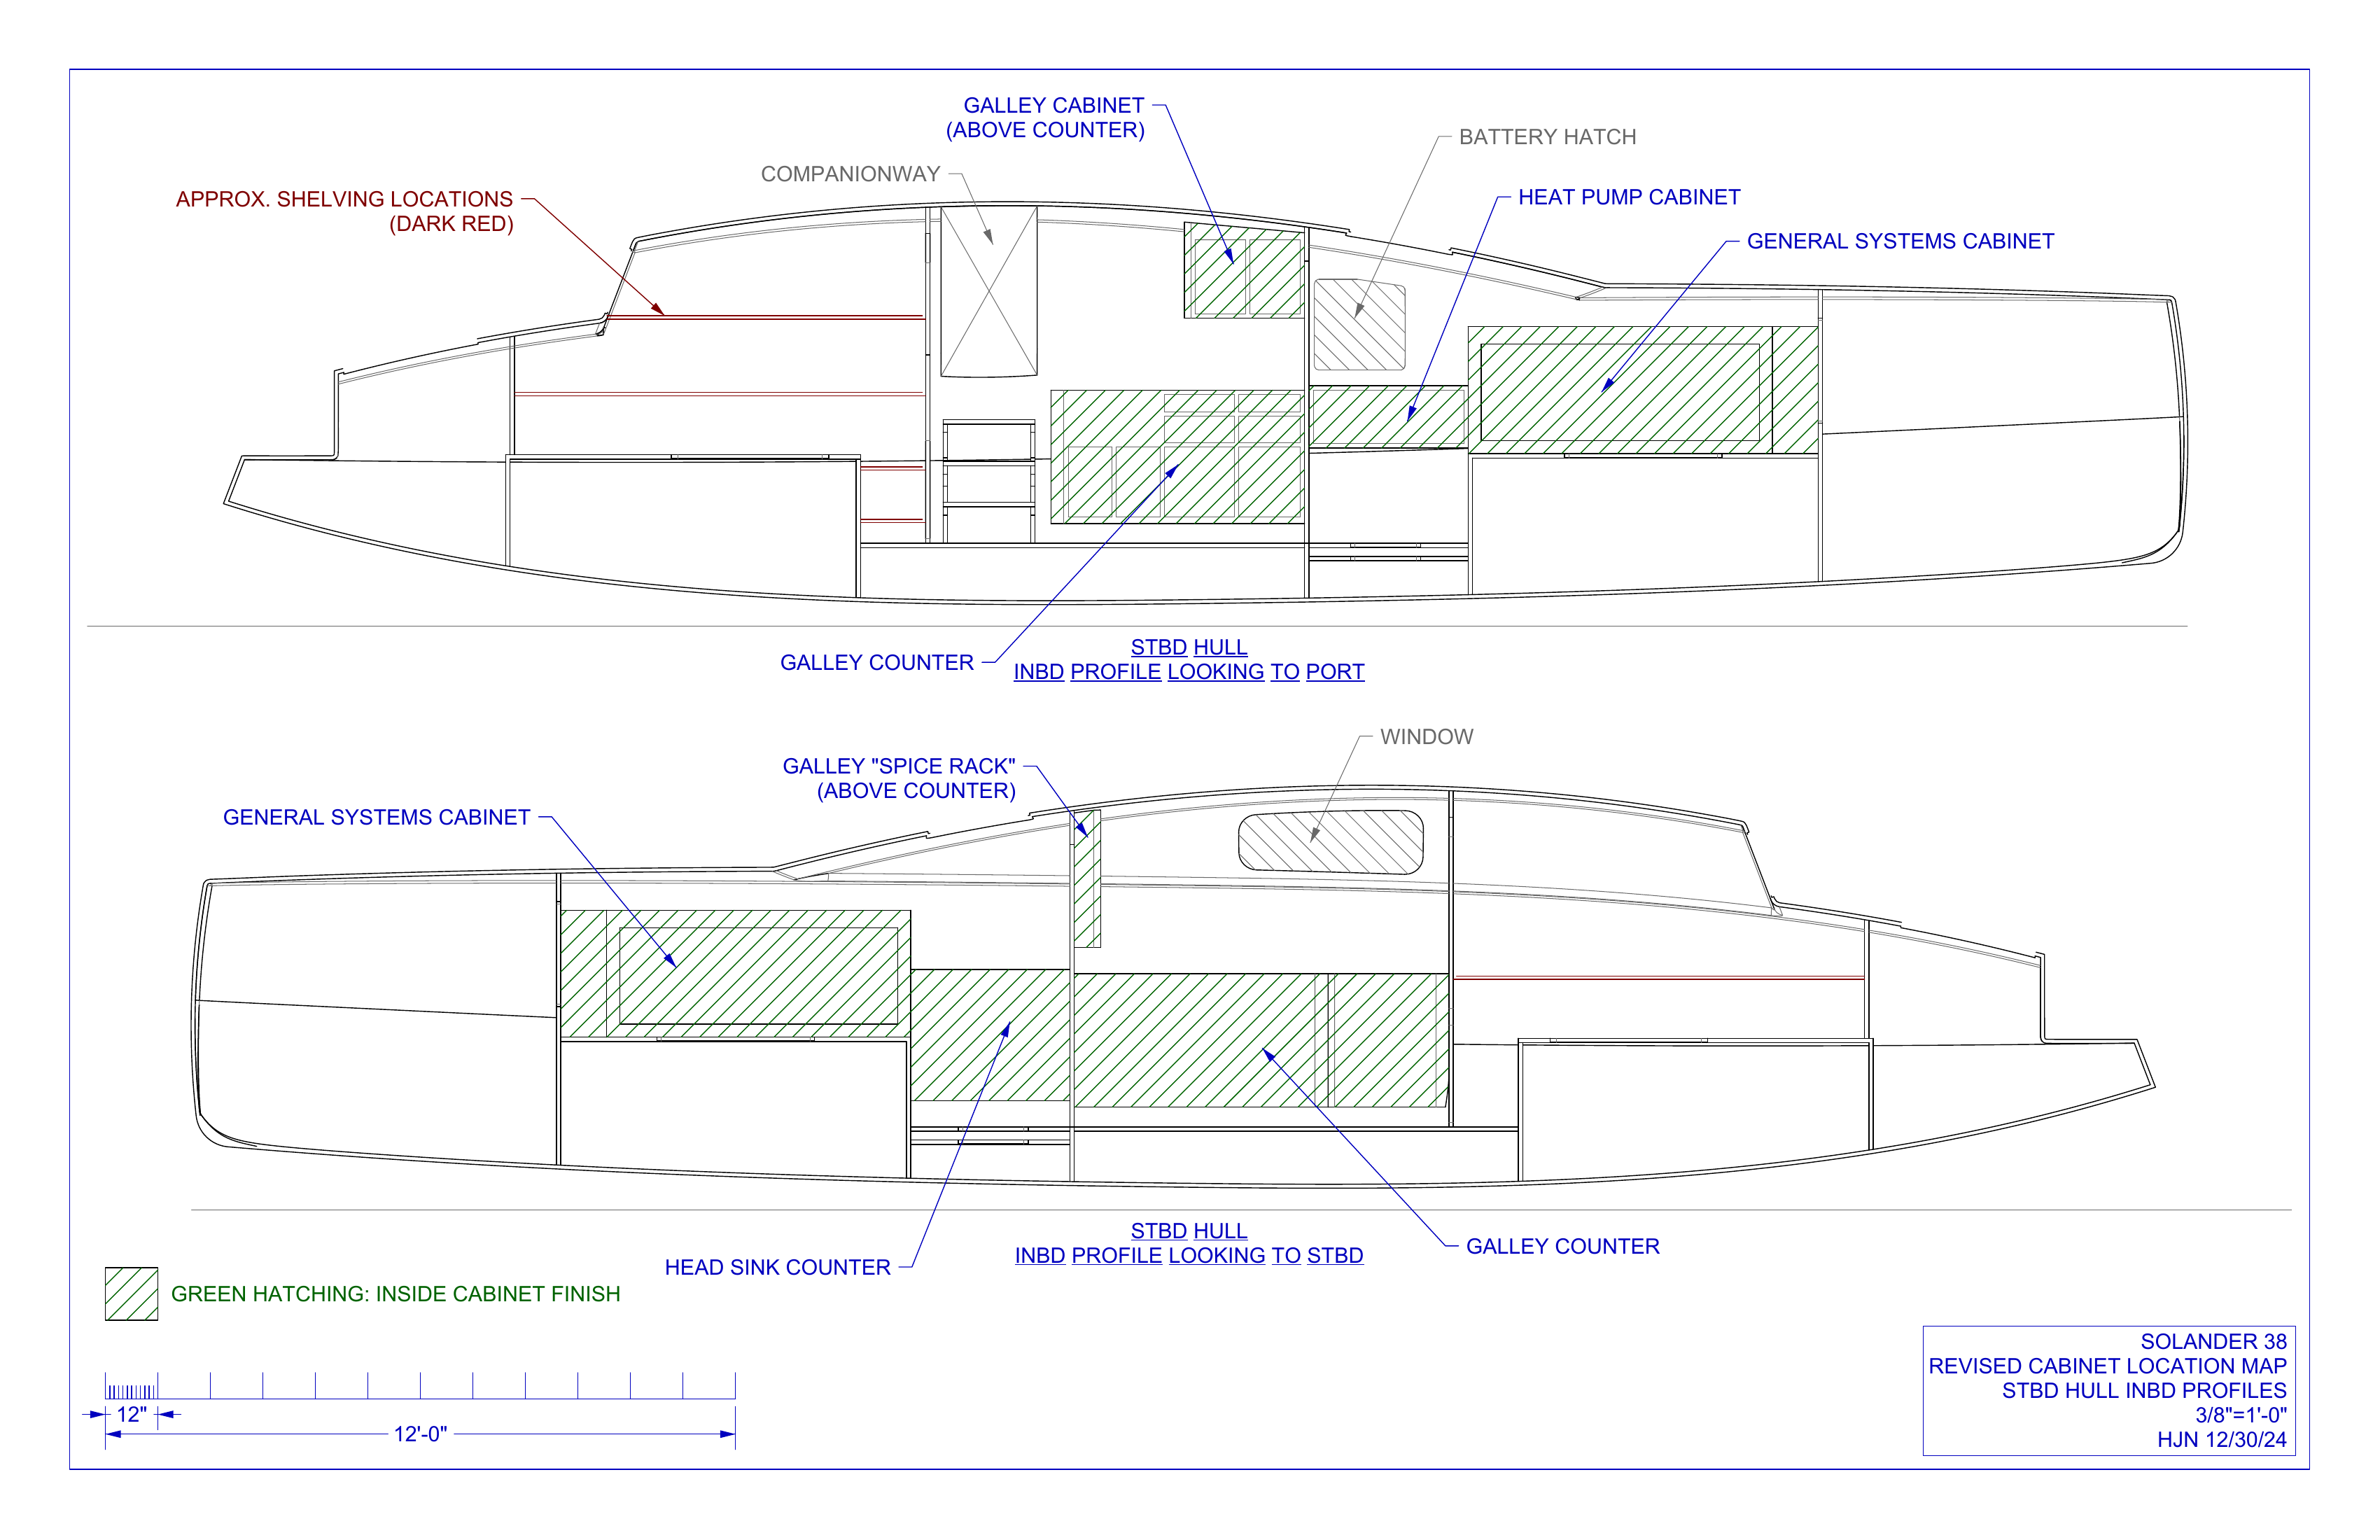 GALLEY CABINET
(ABOVE COUNTER)
BATTERY HATCH
COMPANIONWAY
HEAT PUMP CABINET
APPROX. SHELVING LOCATIONS
(DARK RED)
GENERAL SYSTEMS CABINET
GALLEY COUNTER
STBD HULL
INBD PROFILE LOOKING TO PORT
WINDOW
GALLEY "SPICE RACK"
(ABOVE COUNTER)
GENERAL SYSTEMS CABINET
HEAD SINK COUNTER
STBD HULL
INBD PROFILE LOOKING TO STBD
GALLEY COUNTER
GREEN HATCHING: INSIDE CABINET FINISH
12"
12'-0"
SOLANDER 38
REVISED CABINET LOCATION MAP
STBD HULL INBD PROFILES
3/8"=1'-0"
HJN 12/30/24